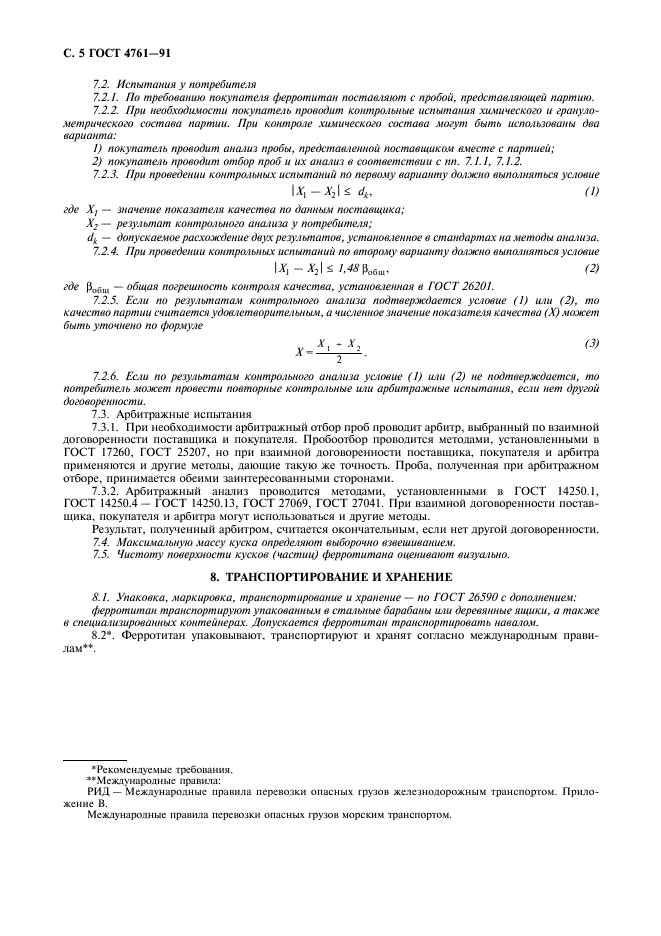 С. 5 ГОСТ 4761—91
7.2. Испытания у потребителя
7.2.1. По требованию покупателя ферротитан поставляют с пробой, представляющей партию.
7.2.2. При необходимости покупатель проводит контрольные испытания химического и грануло-
метрического состава партии. При контроле химического состава могут быть использованы два
варианта:
1) покупатель проводит анализ пробы, представленной поставщиком вместе с партией;
2) покупатель проводит отбор проб и их анализ в соответствии с пп. 7.1.1, 7.1.2.
7.2.3. При проведении контрольных испытаний по первому варианту должно выполняться условие
|X₁ — X₂| ≤ dₖ, (1)
где X₁ — значение показателя качества по данным поставщика;
X₂ — результат контрольного анализа у потребителя;
dₖ — допускаемое расхождение двух результатов, установленное в стандартах на методы анализа.
7.2.4. При проведении контрольных испытаний по второму варианту должно выполняться условие
|X₁ — X₂| ≤ 1,48 βобщ, (2)
где βобщ — общая погрешность контроля качества, установленная в ГОСТ 26201.
7.2.5. Если по результатам контрольного анализа подтверждается условие (1) или (2), то
качество партии считается удовлетворительным, а численное значение показателя качества (X) может
быть уточнено по формуле
X = (X₁ + X₂) / 2 . (3)
7.2.6. Если по результатам контрольного анализа условие (1) или (2) не подтверждается, то
потребитель может провести повторные контрольные или арбитражные испытания, если нет другой
договоренности.
7.3. Арбитражные испытания
7.3.1. При необходимости арбитражный отбор проб проводит арбитр, выбранный по взаимной
договоренности поставщика и покупателя. Пробоотбор проводится методами, установленными в
ГОСТ 17260, ГОСТ 25207, но при взаимной договоренности поставщика, покупателя и арбитра
применяются и другие методы, дающие такую же точность. Проба, полученная при арбитражном
отборе, принимается обеими заинтересованными сторонами.
7.3.2. Арбитражный анализ проводится методами, установленными в ГОСТ 14250.1,
ГОСТ 14250.4 — ГОСТ 14250.13, ГОСТ 27069, ГОСТ 27041. При взаимной договоренности постав-
щика, покупателя и арбитра могут использоваться и другие методы.
Результат, полученный арбитром, считается окончательным, если нет другой договоренности.
7.4. Максимальную массу куска определяют выборочно взвешиванием.
7.5. Чистоту поверхности кусков (частиц) ферротитана оценивают визуально.
8. ТРАНСПОРТИРОВАНИЕ И ХРАНЕНИЕ
8.1. Упаковка, маркировка, транспортирование и хранение — по ГОСТ 26590 с дополнением:
ферротитан транспортируют упакованным в стальные барабаны или деревянные ящики, а также
в специализированных контейнерах. Допускается ферротитан транспортировать навалом.
8.2*. Ферротитан упаковывают, транспортируют и хранят согласно международным прави-
лам**.
*Рекомендуемые требования.
**Международные правила:
РИД — Международные правила перевозки опасных грузов железнодорожным транспортом. Прило-
жение В.
Международные правила перевозки опасных грузов морским транспортом.